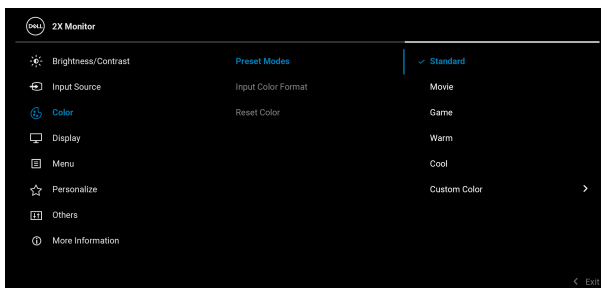 DELL 2X Monitor
Brightness/Contrast Preset Modes Standard
Input Source Input Color Format Movie
Color Reset Color Game
Display Warm
Menu Cool
Personalize Custom Color
Others
More Information
Exit